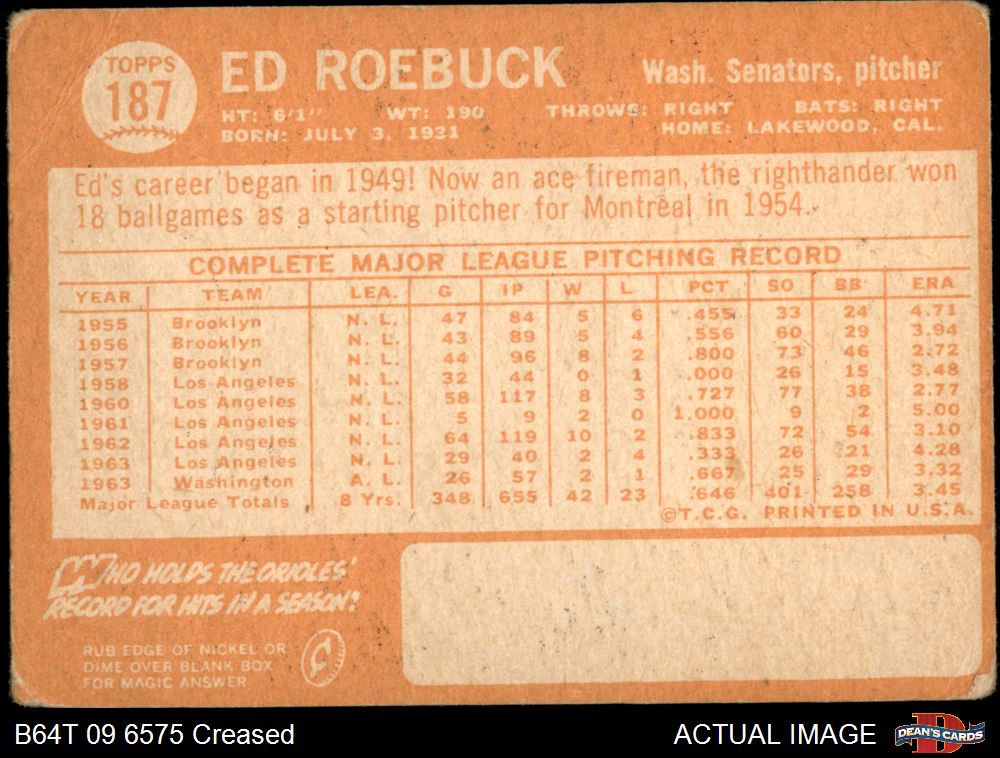 TOPPS
187
ED ROEBUCK
Wash. Senators, pitcher
HT: 6/1" WT: 190 THROWS: RIGHT BATS: RIGHT
BORN: JULY 3, 1931 HOME: LAKEWOOD, CAL.
Ed's career began in 1949! Now an ace fireman, the righthander won
18 ballgames as a starting pitcher for Montreal in 1954.
COMPLETE MAJOR LEAGUE PITCHING RECORD
YEAR TEAM LEA. G IP W L PCT SO BB ERA
1955 Brooklyn N. L. 47 84 5 6 .455 33 24 4.71
1956 Brooklyn N. L. 43 89 5 4 .556 60 29 3.94
1957 Brooklyn N. L. 44 96 8 2 .800 73 46 2.72
1958 Los Angeles N. L. 32 44 0 1 .000 26 15 3.48
1960 Los Angeles N. L. 58 117 8 3 .727 77 38 2.77
1961 Los Angeles N. L. 5 9 2 0 1.000 9 2 5.00
1962 Los Angeles N. L. 64 119 10 2 .833 72 54 3.10
1963 Los Angeles N. L. 29 40 2 4 .333 26 21 4.28
1963 Washington A. L. 26 57 2 1 .667 25 29 3.32
Major League Totals 8 Yrs. 348 655 42 23 .646 401 258 3.45
©T.C.G. PRINTED IN U.S.A.
WHO HOLDS THE ORIOLES'
RECORD FOR HITS IN A SEASON?
RUB EDGE OF NICKEL OR
DIME OVER BLANK BOX
FOR MAGIC ANSWER
B64T 09 6575 Creased
ACTUAL IMAGE
D
DEAN'S CARDS